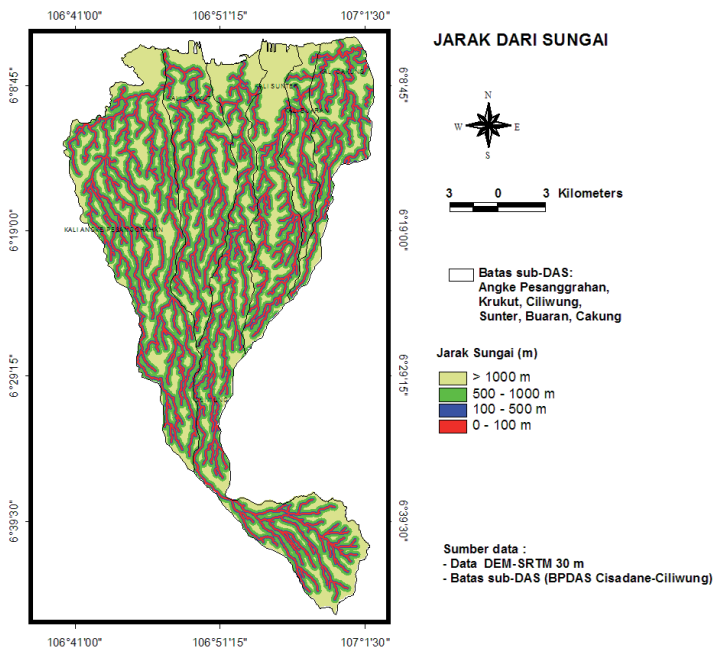 106°41'00" 106°51'15" 107°1'30"
JARAK DARI SUNGAI
6°8'45" 6°8'45"
KALI SUNTER
N
W E
S
3 0 3 Kilometers
6°19'00" 6°19'00"
KALI ANGKE PESANGGRAHAN
Batas sub-DAS:
Angke Pesanggrahan,
Krukut, Ciliwung,
Sunter, Buaran, Cakung
Jarak Sungai (m)
6°29'15" 6°29'15"
> 1000 m
500 - 1000 m
100 - 500 m
0 - 100 m
6°39'30" 6°39'30"
Sumber data :
- Data DEM-SRTM 30 m
- Batas sub-DAS (BPDAS Cisadane-Ciliwung)
106°41'00" 106°51'15" 107°1'30"